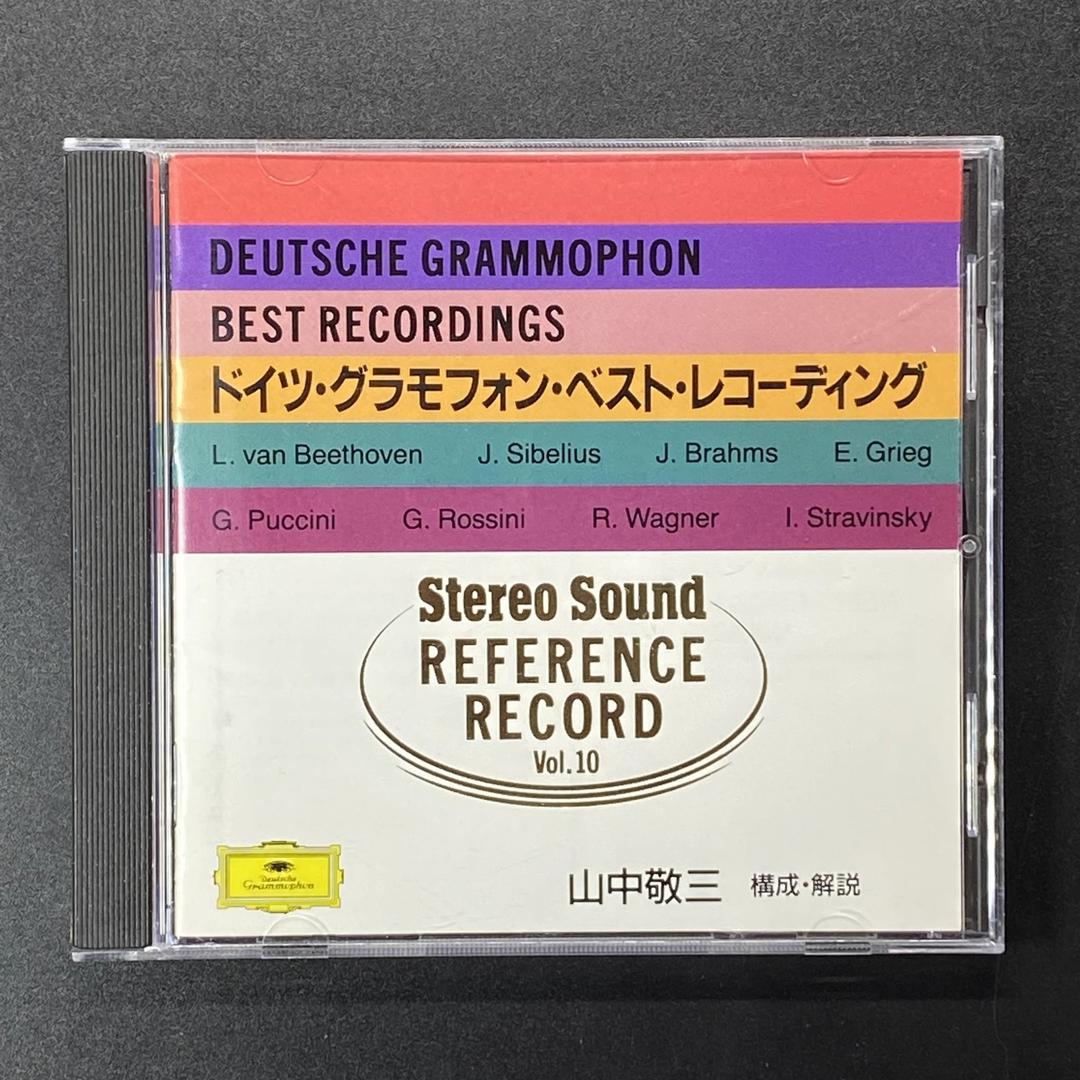 DEUTSCHE GRAMMOPHON
BEST RECORDINGS
ドイツ・グラモフォン・ベスト・レコーディング
L. van Beethoven J. Sibelius J. Brahms E. Grieg
G. Puccini G. Rossini R. Wagner I. Stravinsky
Stereo Sound
REFERENCE
RECORD
Vol.10
Deutsche
Grammophon
山中敬三 構成・解説